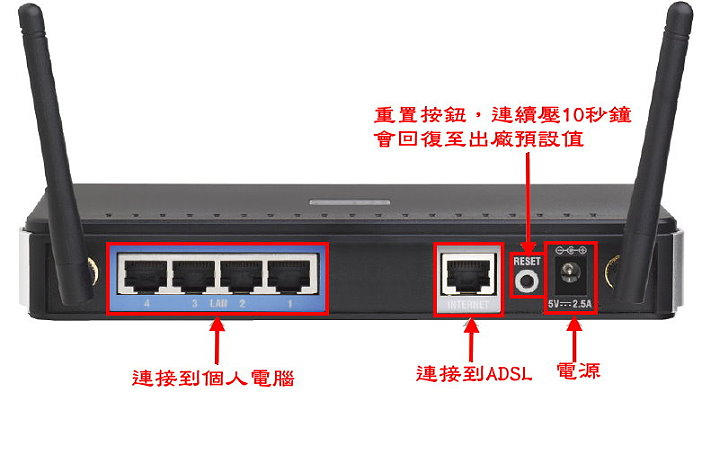 重置按鈕，連續壓10秒鐘
會回復至出廠預設值
RESET
4 3 LAN 2 1
INTERNET
5V 2.5A
連接到個人電腦
連接到ADSL
電源